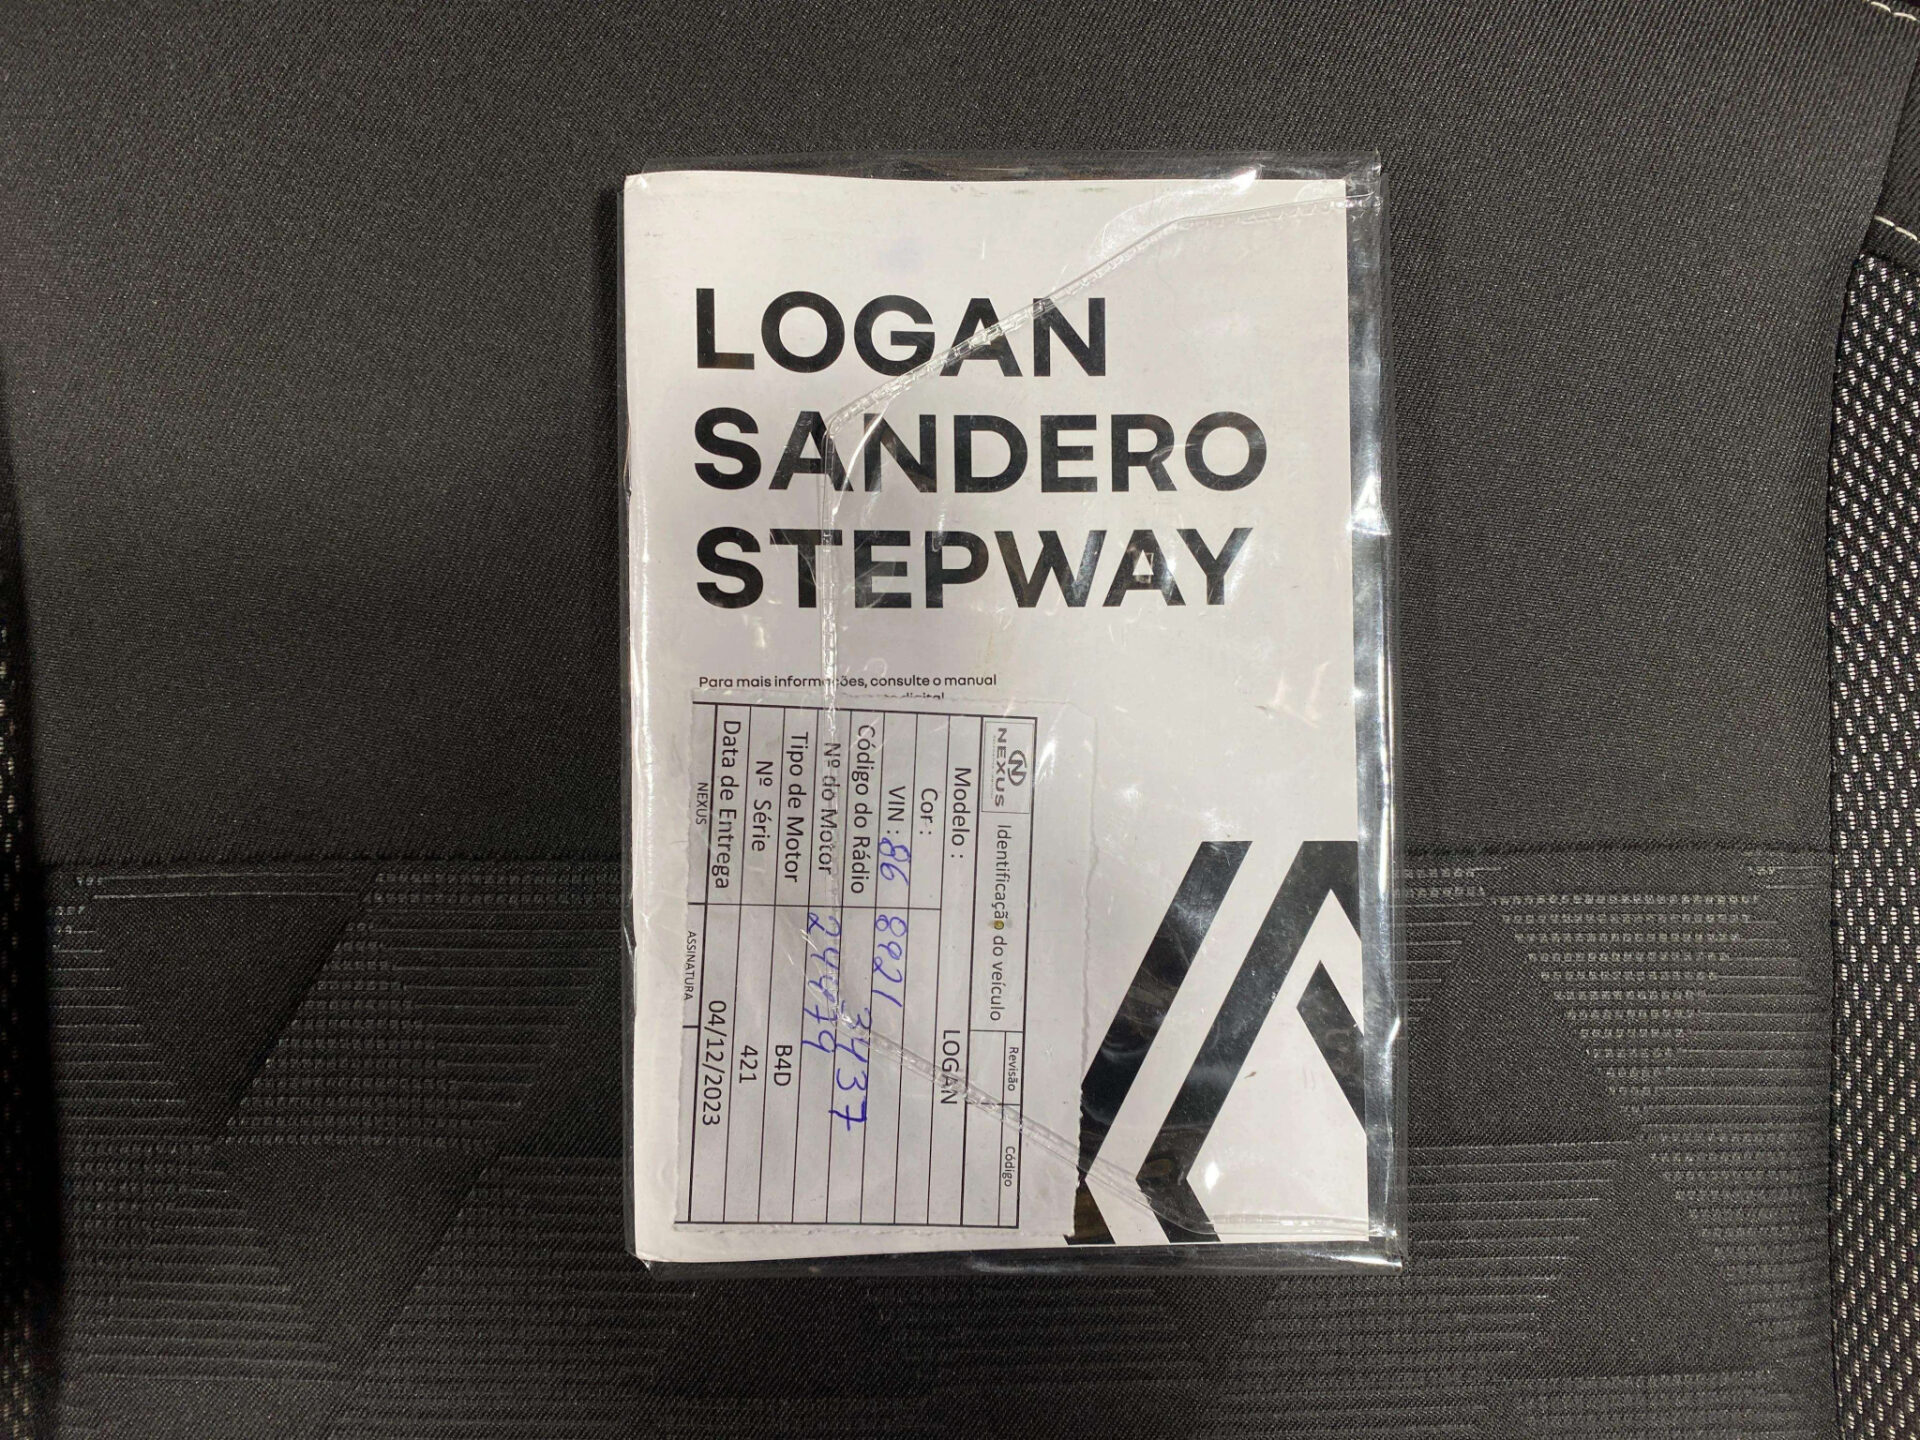 LOGAN
SANDERO
STEPWAY
Para mais informações, consulte o manual
NEXUS
Identificação do veículo
Revisão
Código
Modelo : LOGAN
Cor :
VIN : 86 8821
Código do Rádio 3437
Nº do Motor 244479
Tipo de Motor B4D
Nº Série 421
Data de Entrega 04/12/2023
NEXUS ASSINATURA